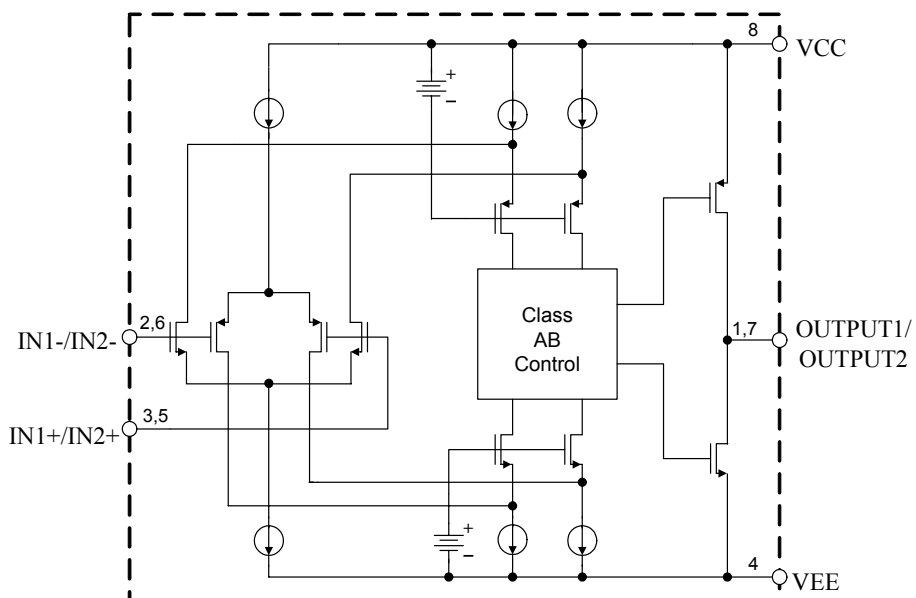 8
VCC
+
−
2,6
IN1-/IN2-
3,5
IN1+/IN2+
Class
AB
Control
1,7
OUTPUT1/
OUTPUT2
+
−
4
VEE